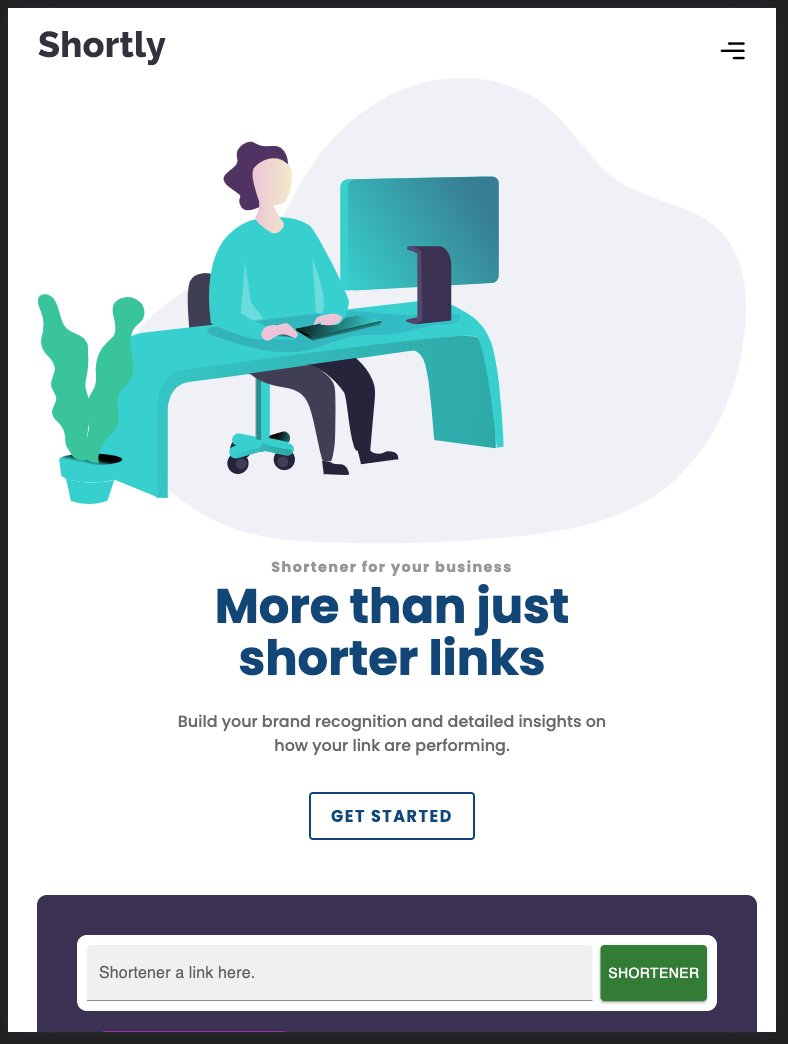 Shortly
Shortener for your business
More than just
shorter links
Build your brand recognition and detailed insights on
how your link are performing.
GET STARTED
Shortener a link here.
SHORTENER